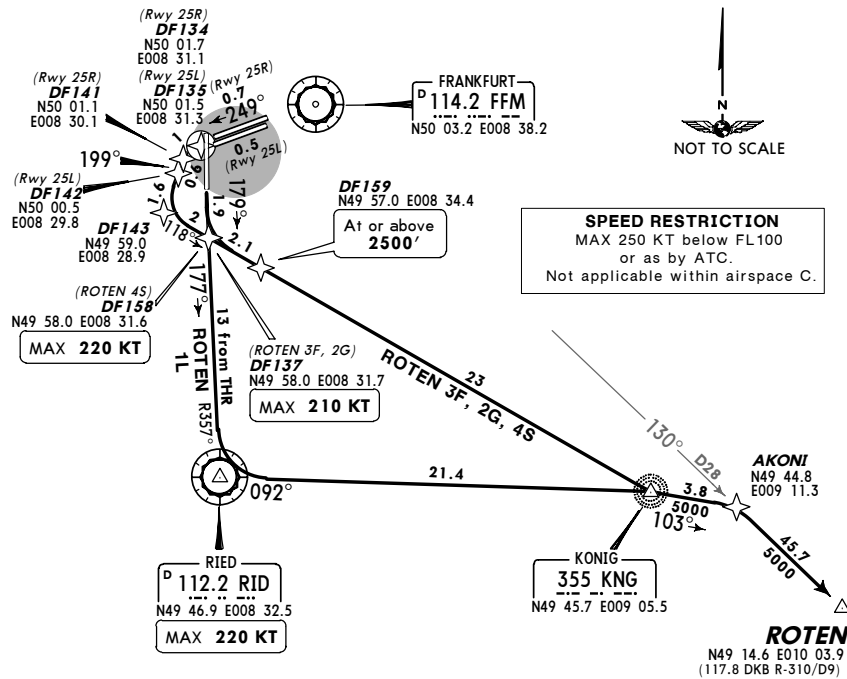 (Rwy 25R)
DF134
N50 01.7
E008 31.1
(Rwy 25L)
DF135
N50 01.5
E008 31.3
(Rwy 25R)
DF141
N50 01.1
E008 30.1
(Rwy 25R)
0.7
249°
0.5
(Rwy 25L)
FRANKFURT
D 114.2 FFM
N50 03.2 E008 38.2
N
NOT TO SCALE
199°
1
0.6
(Rwy 25L)
DF142
N50 00.5
E008 29.8
1.6
2
118°
1.9
179°
2.1
DF143
N49 59.0
E008 28.9
DF159
N49 57.0 E008 34.4
At or above
2500'
SPEED RESTRICTION
MAX 250 KT below FL100
or as by ATC.
Not applicable within airspace C.
(ROTEN 4S)
DF158
N49 58.0 E008 31.6
MAX 220 KT
177°
ROTEN
1L
13 from THR
R357°
(ROTEN 3F, 2G)
DF137
N49 58.0 E008 31.7
MAX 210 KT
23
ROTEN 3F, 2G, 4S
130°
D28
AKONI
N49 44.8
E009 11.3
092°
21.4
3.8
5000
103°
45.7
5000
RIED
D 112.2 RID
N49 46.9 E008 32.5
MAX 220 KT
KONIG
355 KNG
N49 45.7 E009 05.5
ROTEN
N49 14.6 E010 03.9
(117.8 DKB R-310/D9)